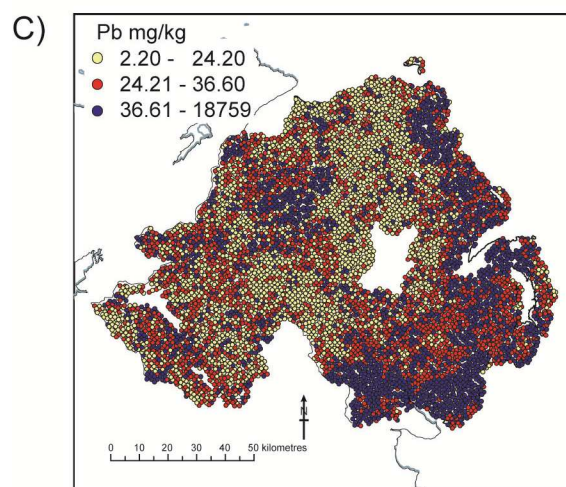 C)
Pb mg/kg
2.20 - 24.20
24.21 - 36.60
36.61 - 18759
N
0 10 20 30 40 50 kilometres